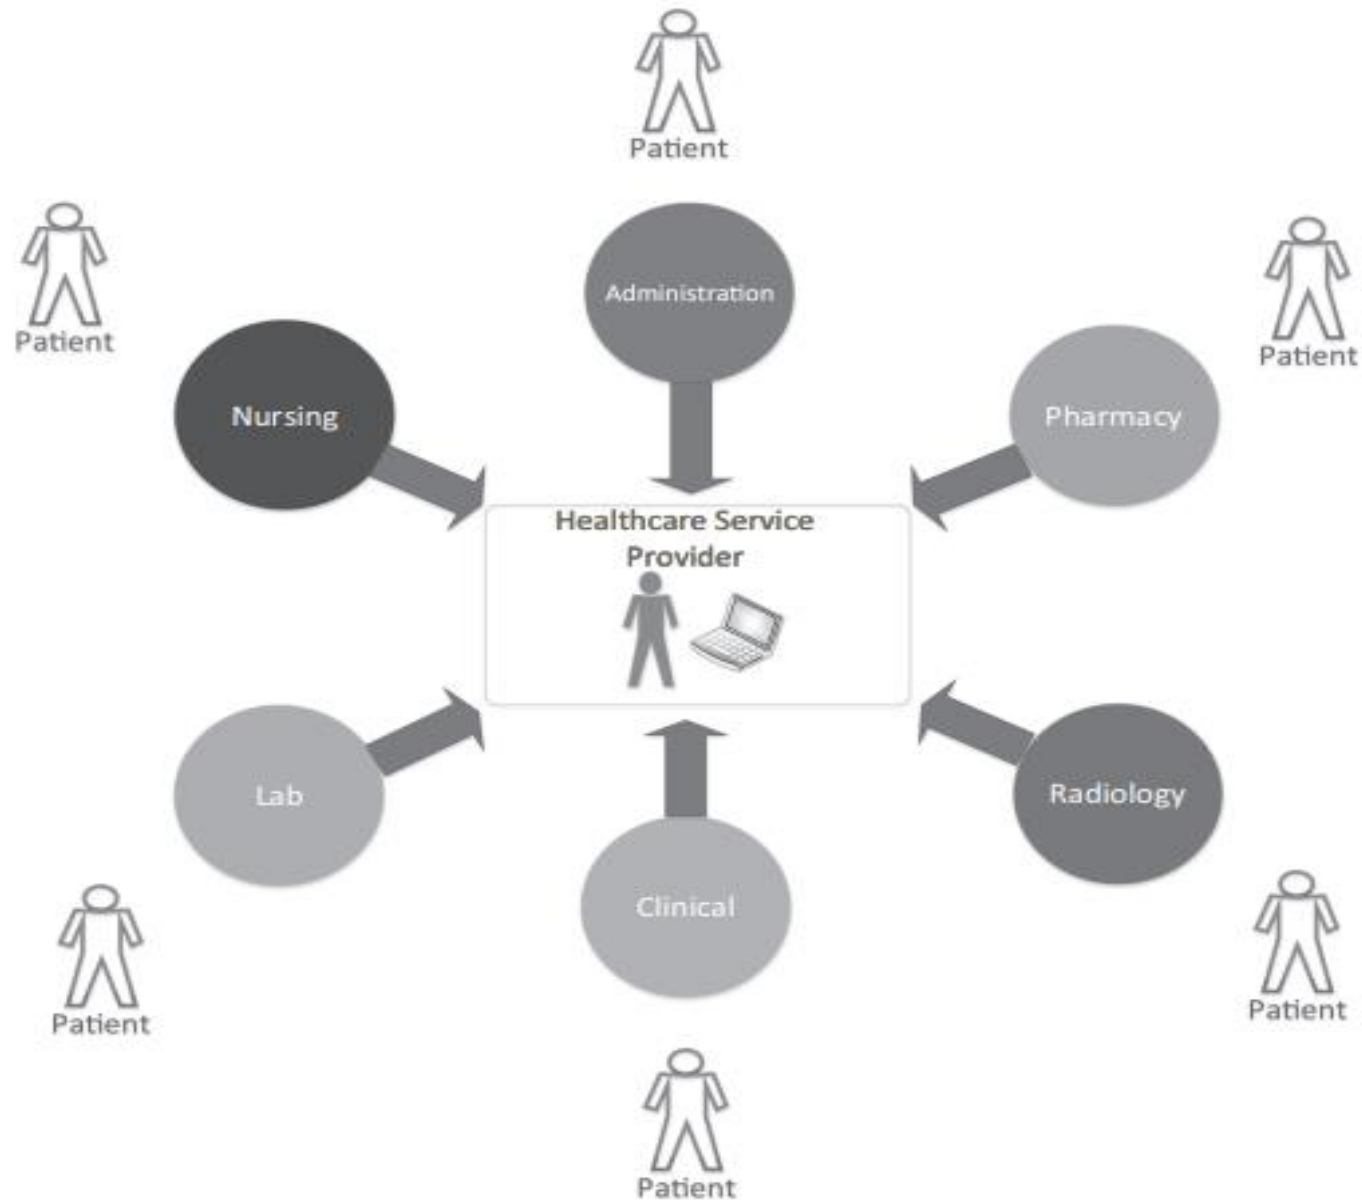 Patient
Patient
Patient
Administration
Nursing
Pharmacy
Healthcare Service
Provider
Lab
Radiology
Clinical
Patient
Patient
Patient